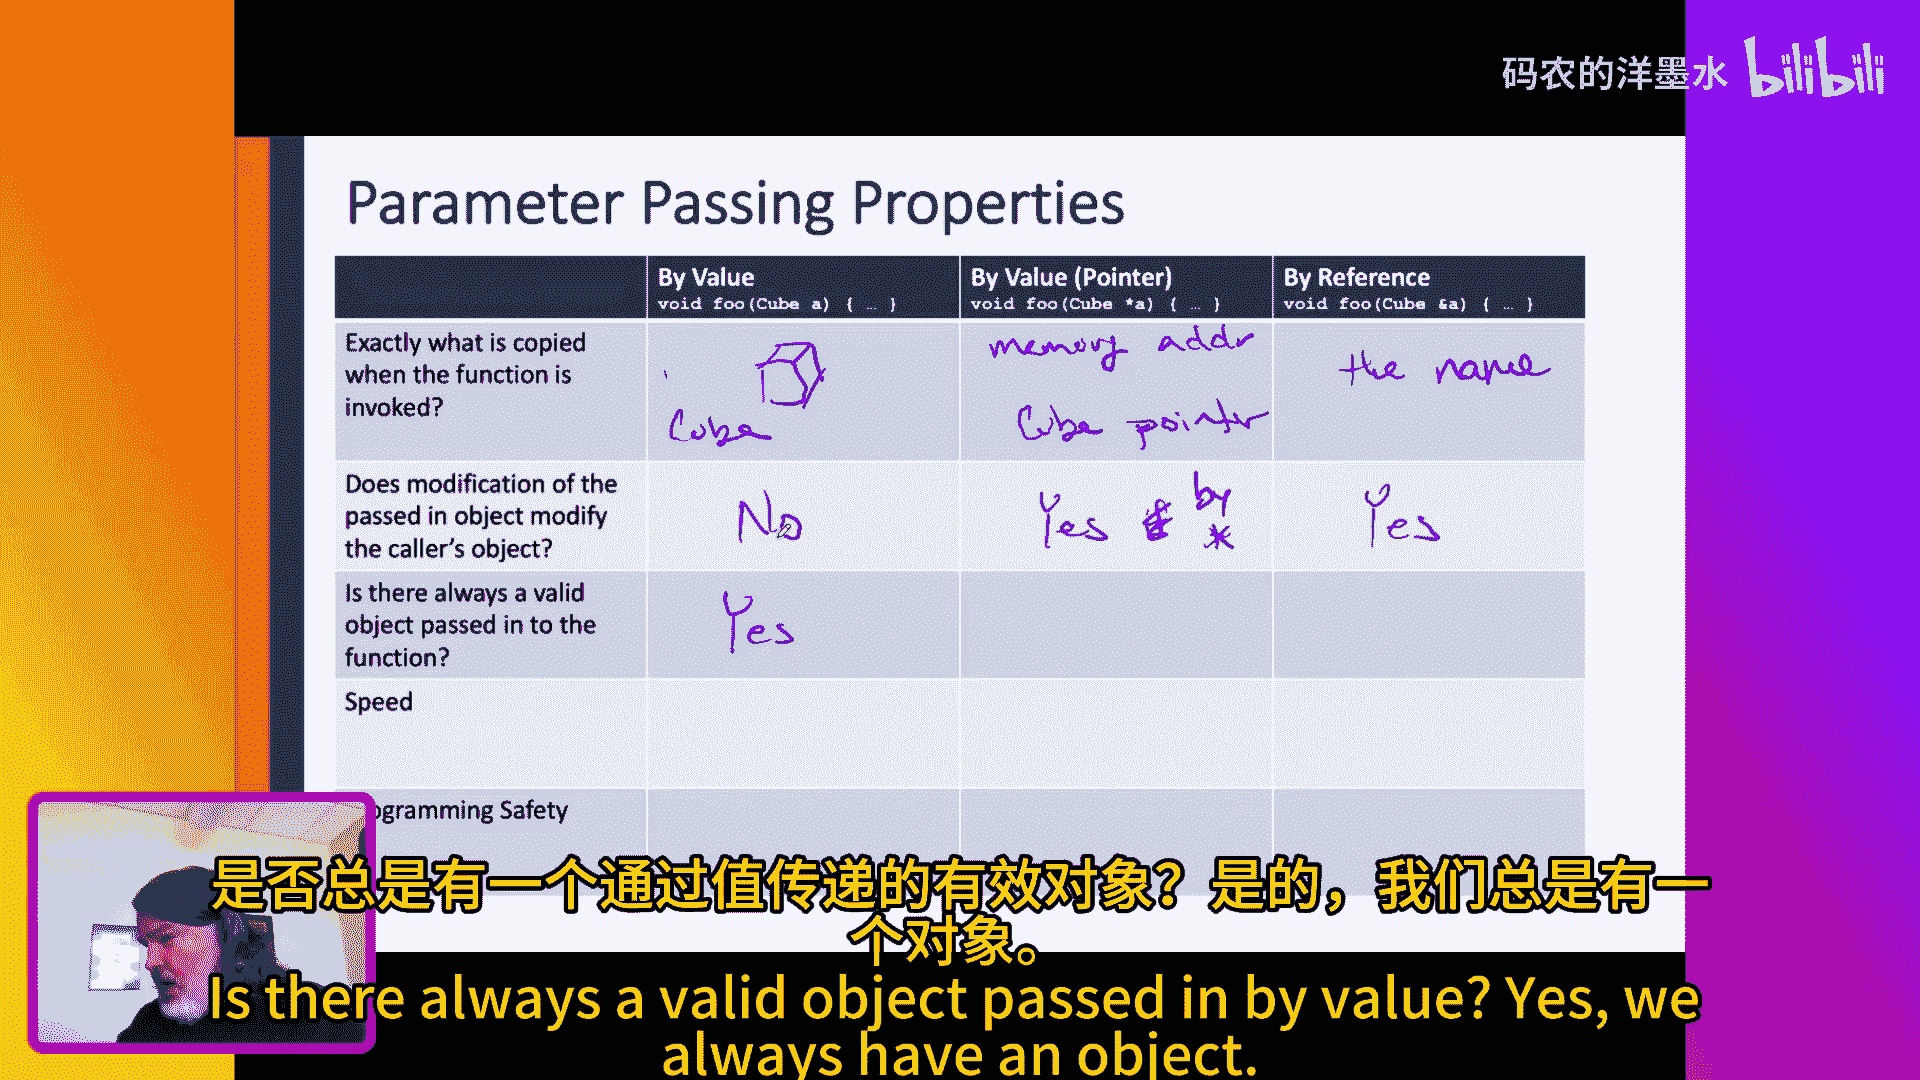 码农的洋墨水 bilibili
Parameter Passing Properties
By Value
void foo(Cube a) { … }
By Value (Pointer)
void foo(Cube *a) { … }
By Reference
void foo(Cube &a) { … }
Exactly what is copied
when the function is
invoked?
Cube
memory addr
Cube pointer
the name
Does modification of the
passed in object modify
the caller's object?
No
Yes by
*
Yes
Is there always a valid
object passed in to the
function?
Yes
Speed
ogramming Safety
是否总是有一个通过值传递的有效对象？是的，我们总是有一
个对象。
Is there always a valid object passed in by value? Yes, we
always have an object.